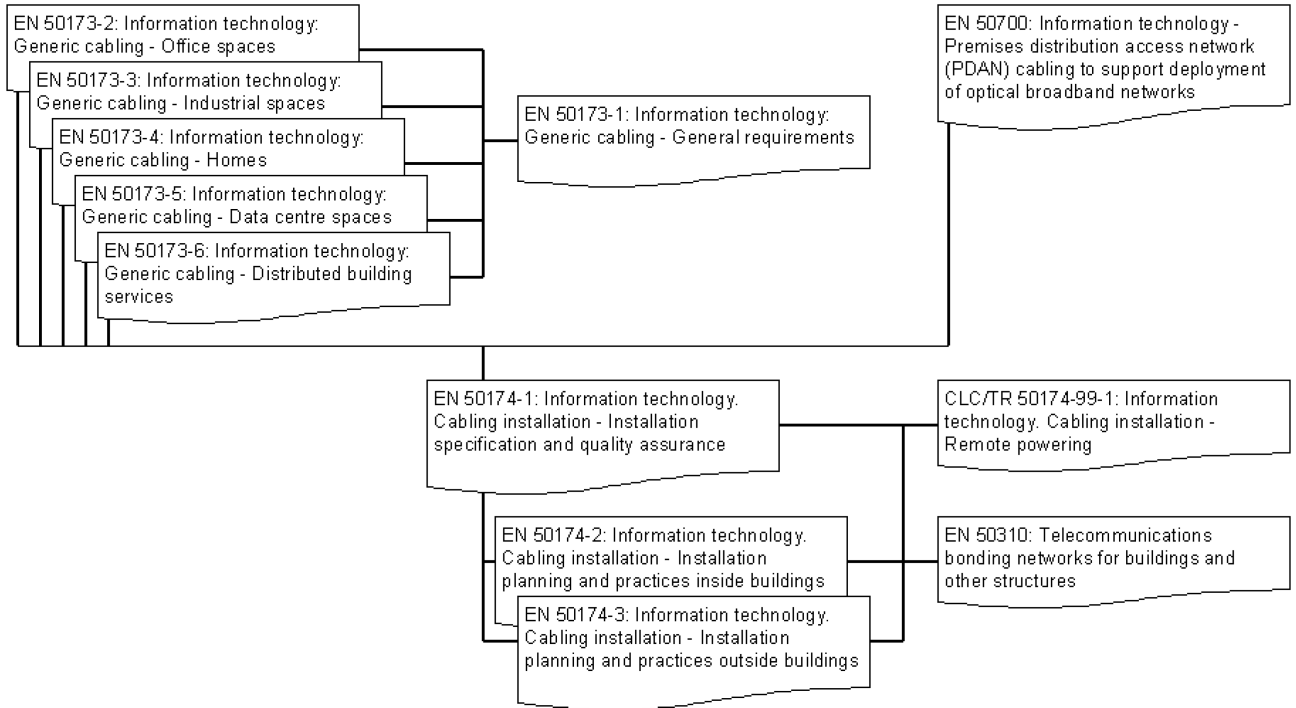 EN 50173-2: Information technology:
Generic cabling - Office spaces
EN 50173-3: Information technology:
Generic cabling - Industrial spaces
EN 50173-4: Information technology:
Generic cabling - Homes
EN 50173-5: Information technology:
Generic cabling - Data centre spaces
EN 50173-6: Information technology:
Generic cabling - Distributed building
services
EN 50173-1: Information technology:
Generic cabling - General requirements
EN 50700: Information technology -
Premises distribution access network
(PDAN) cabling to support deployment
of optical broadband networks
EN 50174-1: Information technology.
Cabling installation - Installation
specification and quality assurance
CLC/TR 50174-99-1: Information
technology. Cabling installation -
Remote powering
EN 50174-2: Information technology.
Cabling installation - Installation
planning and practices inside buildings
EN 50174-3: Information technology.
Cabling installation - Installation
planning and practices outside buildings
EN 50310: Telecommunications
bonding networks for buildings and
other structures